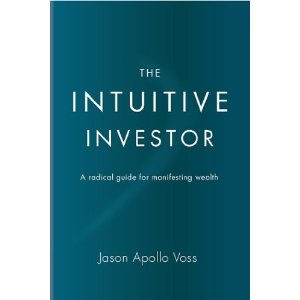 THE
INTUITIVE
INVESTOR
A radical guide for manifesting wealth
Jason Apollo Voss